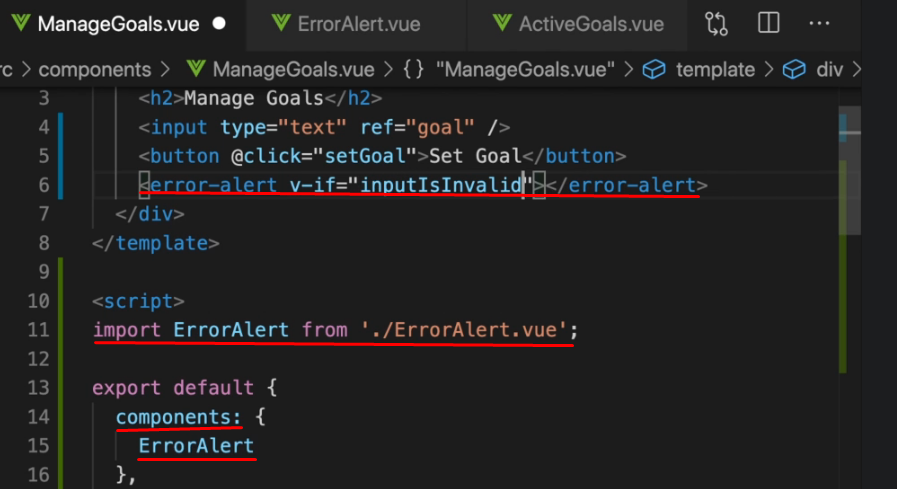 ManageGoals.vue ErrorAlert.vue ActiveGoals.vue ...
rc > components > ManageGoals.vue > {} "ManageGoals.vue" > template > div >
3 <h2>Manage Goals</h2>
4 <input type="text" ref="goal" />
5 <button @click="setGoal">Set Goal</button>
6 <error-alert v-if="inputIsInvalid"></error-alert>
7 </div>
8 </template>
9
10 <script>
11 import ErrorAlert from './ErrorAlert.vue';
12
13 export default {
14 components: {
15 ErrorAlert
16 },